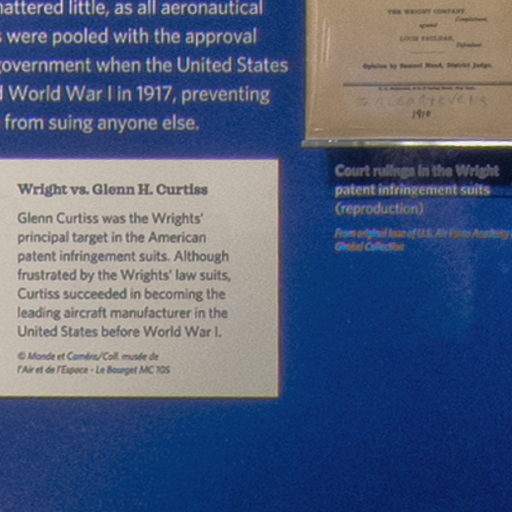 mattered little, as all aeronautical
were pooled with the approval
government when the United States
World War I in 1917, preventing
from suing anyone else.
THE WRIGHT COMPANY,
Complainant,
against
LOUIS PAULHAN,
Defendant.
Opinion by Learned Hand, District Judge.
1910
Court rulings in the Wright
patent infringement suits
(reproduction)
From original loan of U.S. Air Force Academy
Gimbel Collection
Wright vs. Glenn H. Curtiss
Glenn Curtiss was the Wrights'
principal target in the American
patent infringement suits. Although
frustrated by the Wrights' law suits,
Curtiss succeeded in becoming the
leading aircraft manufacturer in the
United States before World War I.
© Monde et Caméra/Coll. musée de
l'Air et de l'Espace - Le Bourget MC 105